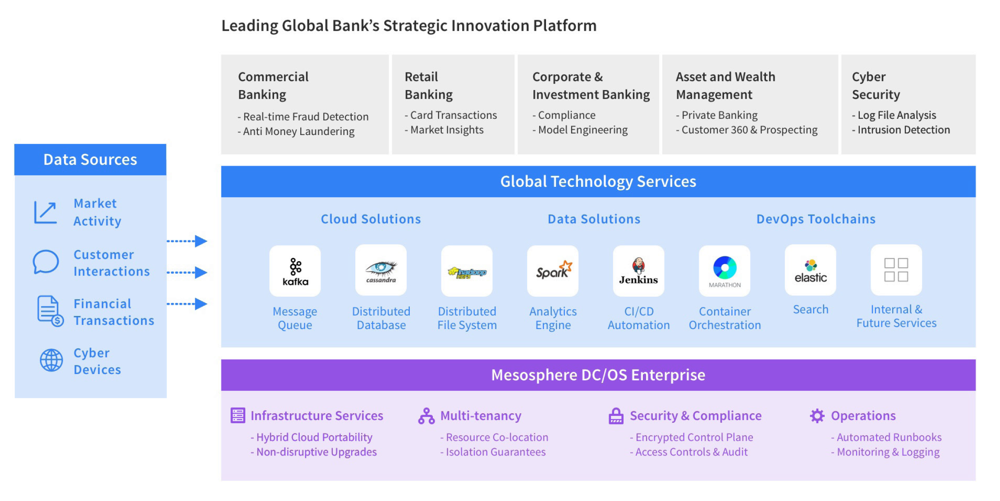 Leading Global Bank’s Strategic Innovation Platform
Commercial
Banking
- Real-time Fraud Detection
- Anti Money Laundering
Retail
Banking
- Card Transactions
- Market Insights
Corporate &
Investment Banking
- Compliance
- Model Engineering
Asset and Wealth
Management
- Private Banking
- Customer 360 & Prospecting
Cyber
Security
- Log File Analysis
- Intrusion Detection
Data Sources
Market
Activity
Customer
Interactions
Financial
Transactions
$
Cyber
Devices
Global Technology Services
Cloud Solutions
Data Solutions
DevOps Toolchains
kafka
Message
Queue
cassandra
Distributed
Database
hadoop
HDFS
Distributed
File System
Spark
Analytics
Engine
Jenkins
CI/CD
Automation
MARATHON
Container
Orchestration
elastic
Search
Internal &
Future Services
Mesosphere DC/OS Enterprise
Infrastructure Services
- Hybrid Cloud Portability
- Non-disruptive Upgrades
Multi-tenancy
- Resource Co-location
- Isolation Guarantees
Security & Compliance
- Encrypted Control Plane
- Access Controls & Audit
Operations
- Automated Runbooks
- Monitoring & Logging